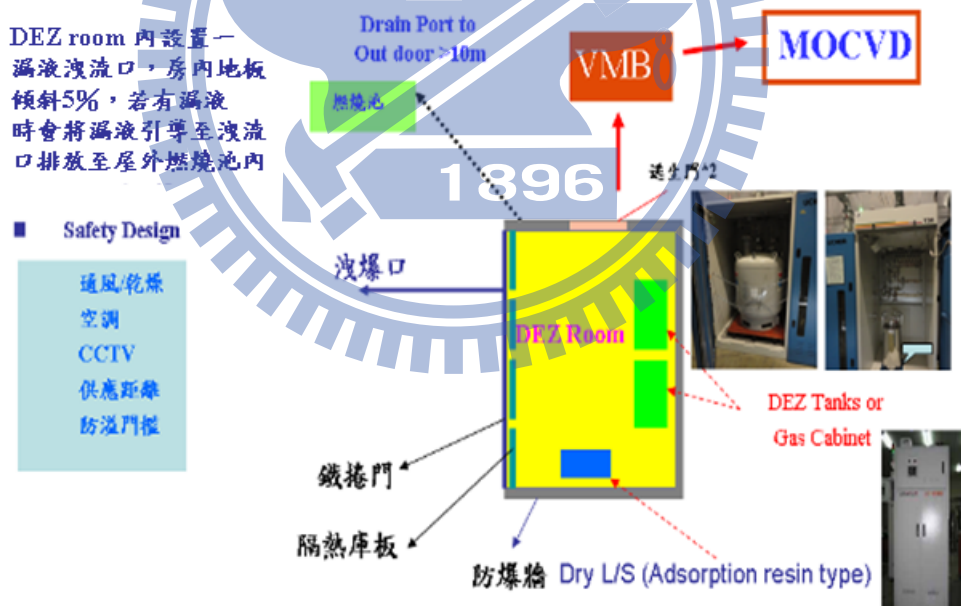 DEZ room 內設置一
漏液洩流口，房內地板
傾斜5%，若有漏液
時會將漏液引導至洩流
口排放至屋外燃燒池內
Drain Port to
Out door >10m
燃燒池
VMB
MOCVD
1896
逃生門*2
Safety Design
通風/乾燥
空調
CCTV
供應距離
防溢門檻
洩爆口
DEZ Room
DEZ Tanks or
Gas Cabinet
鐵捲門
隔熱庫板
防爆牆
Dry L/S (Adsorption resin type)